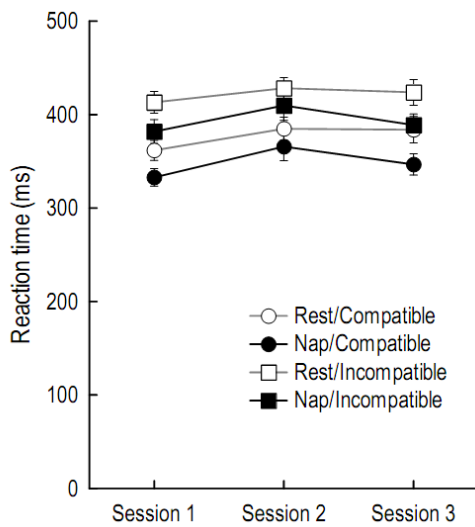 500
400
300
200
100
0
Reaction time (ms)
Rest/Compatible
Nap/Compatible
Rest/Incompatible
Nap/Incompatible
Session 1 Session 2 Session 3